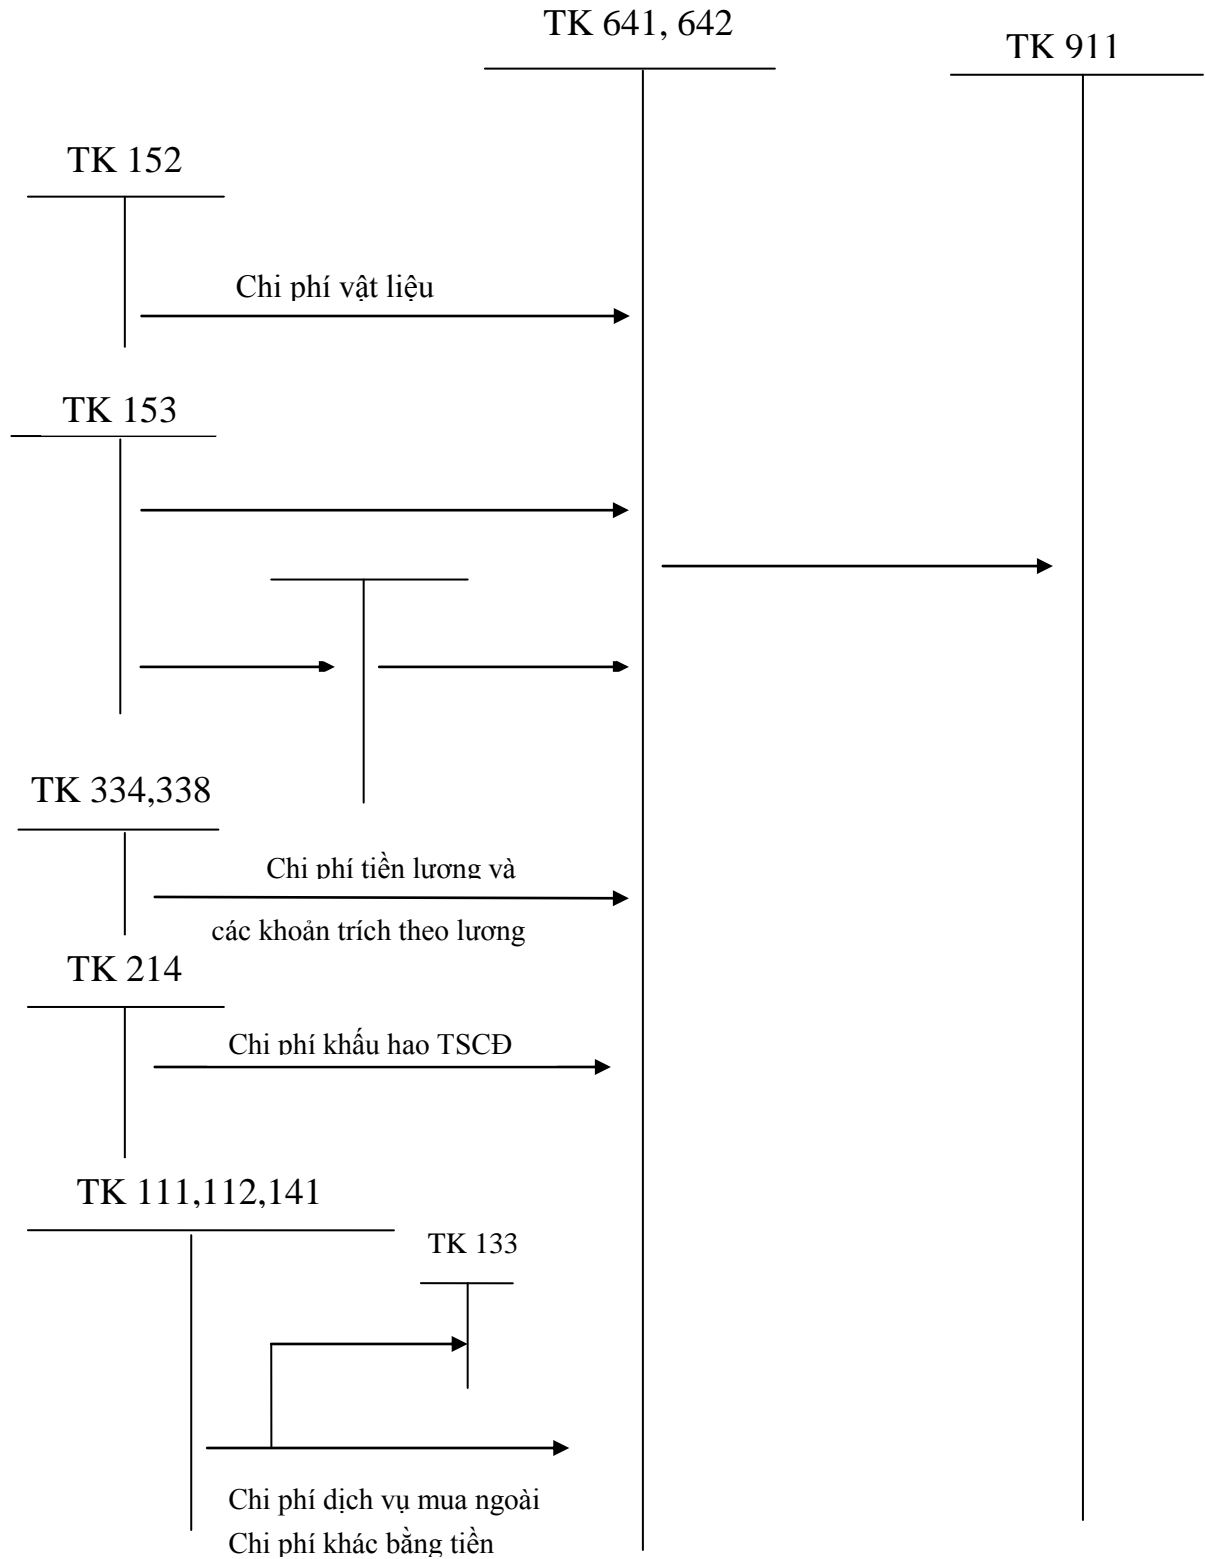 TK 641, 642
TK 911
TK 152
Chi phí vật liệu
TK 153
TK 334,338
Chi phí tiền lương và
các khoản trích theo lương
TK 214
Chi phí khấu hao TSCĐ
TK 111,112,141
TK 133
Chi phí dịch vụ mua ngoài
Chi phí khác bằng tiền